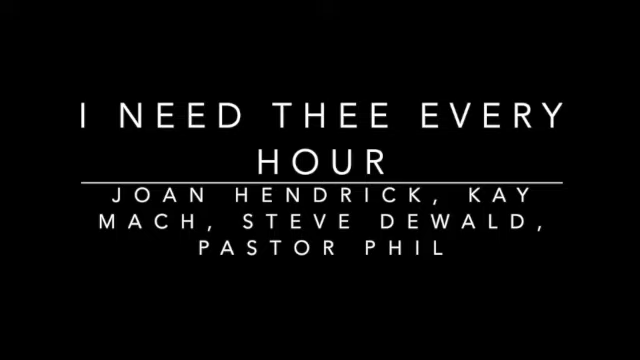 I NEED THEE EVERY
HOUR
JOAN HENDRICK, KAY
MACH, STEVE DEWALD,
PASTOR PHIL